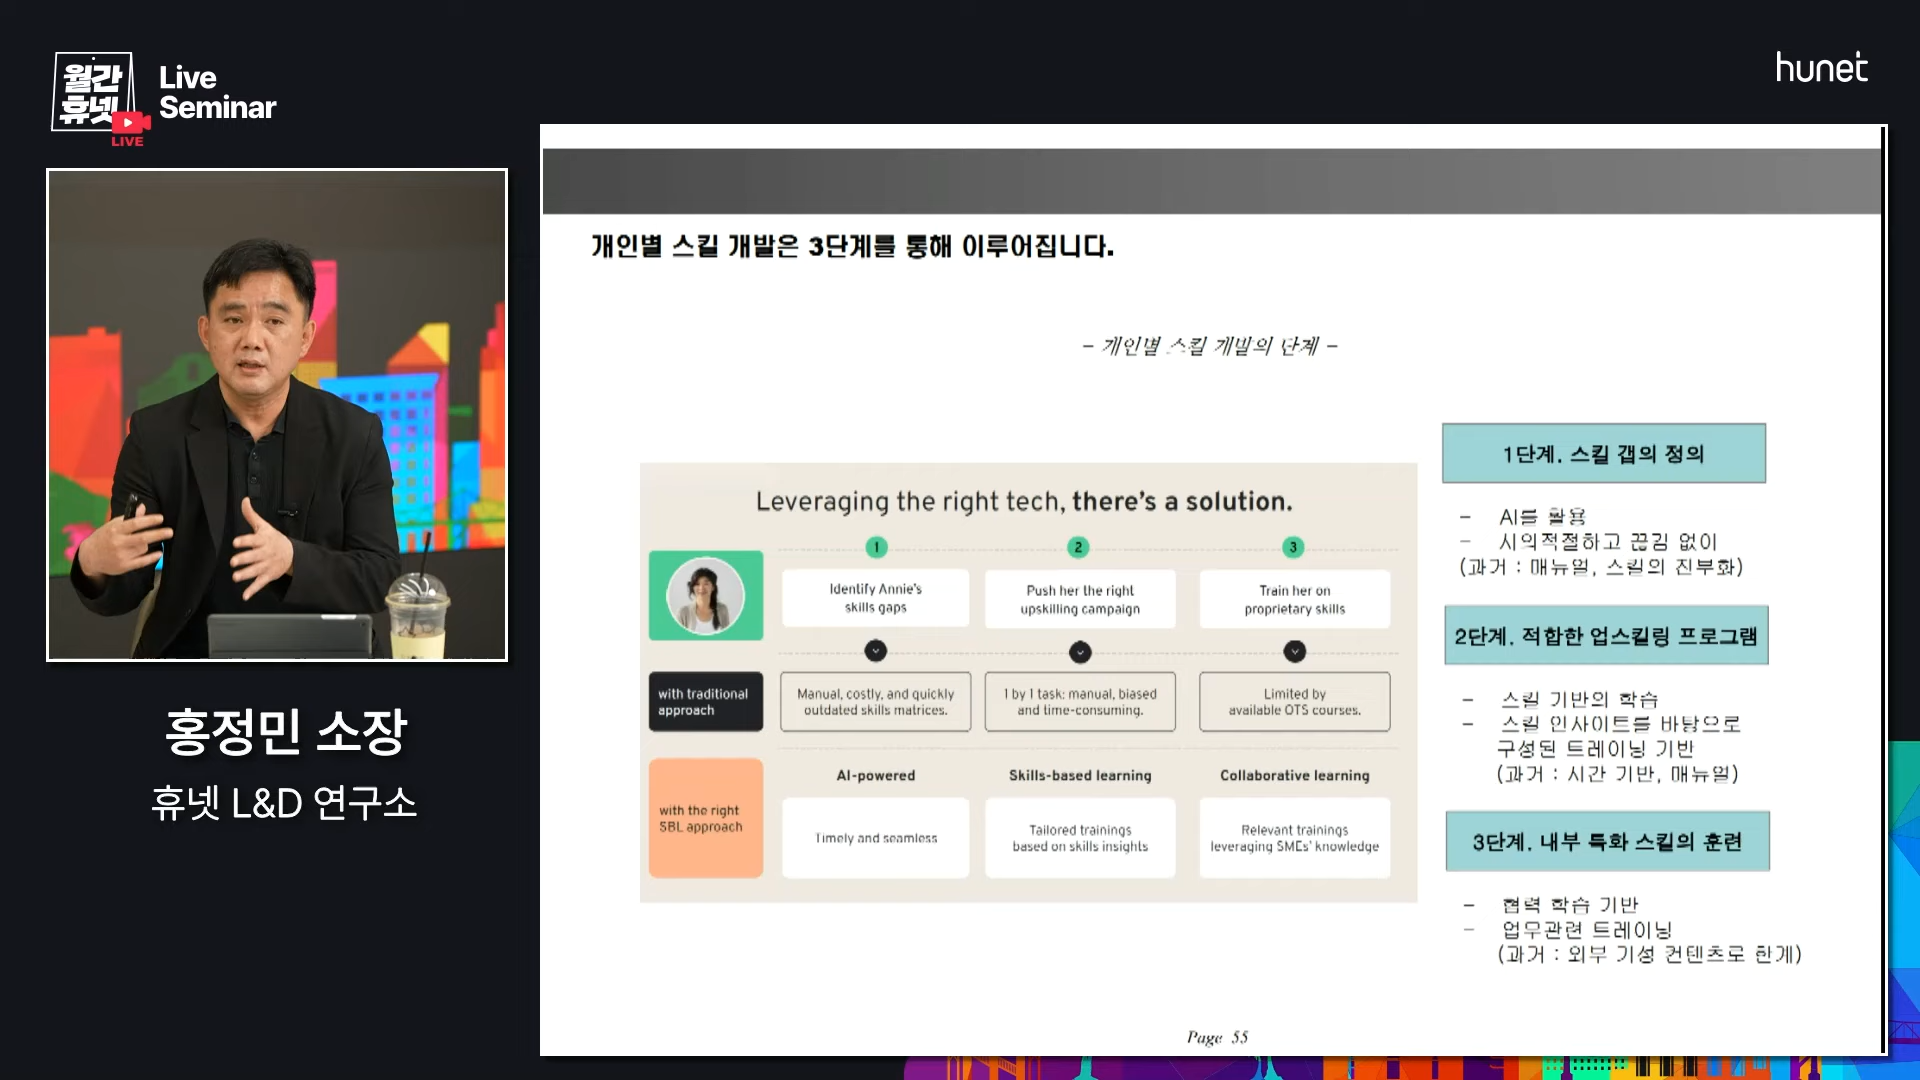 월간
휴넷
LIVE
Live
Seminar
hunet
홍정민 소장
휴넷 L&D 연구소
개인별 스킬 개발은 3단계를 통해 이루어집니다.
- 개인별 스킬 개발의 단계 -
Leveraging the right tech, there's a solution.
1
2
3
Identify Annie's
skills gaps
Push her the right
upskilling campaign
Train her on
proprietary skills
with traditional
approach
Manual, costly, and quickly
outdated skills matrices.
1 by 1 task: manual, biased
and time-consuming.
Limited by
available OTS courses.
with the right
SBL approach
AI-powered
Timely and seamless
Skills-based learning
Tailored trainings
based on skills insights
Collaborative learning
Relevant trainings
leveraging SMEs' knowledge
1단계. 스킬 갭의 정의
- AI를 활용
- 시의적절하고 끊김 없이
(과거 : 매뉴얼, 스킬의 진부화)
2단계. 적합한 업스킬링 프로그램
- 스킬 기반의 학습
- 스킬 인사이트를 바탕으로
구성된 트레이닝 기반
(과거 : 시간 기반, 매뉴얼)
3단계. 내부 특화 스킬의 훈련
- 협력 학습 기반
- 업무관련 트레이닝
(과거 : 외부 기성 컨텐츠로 한계)
Page 55